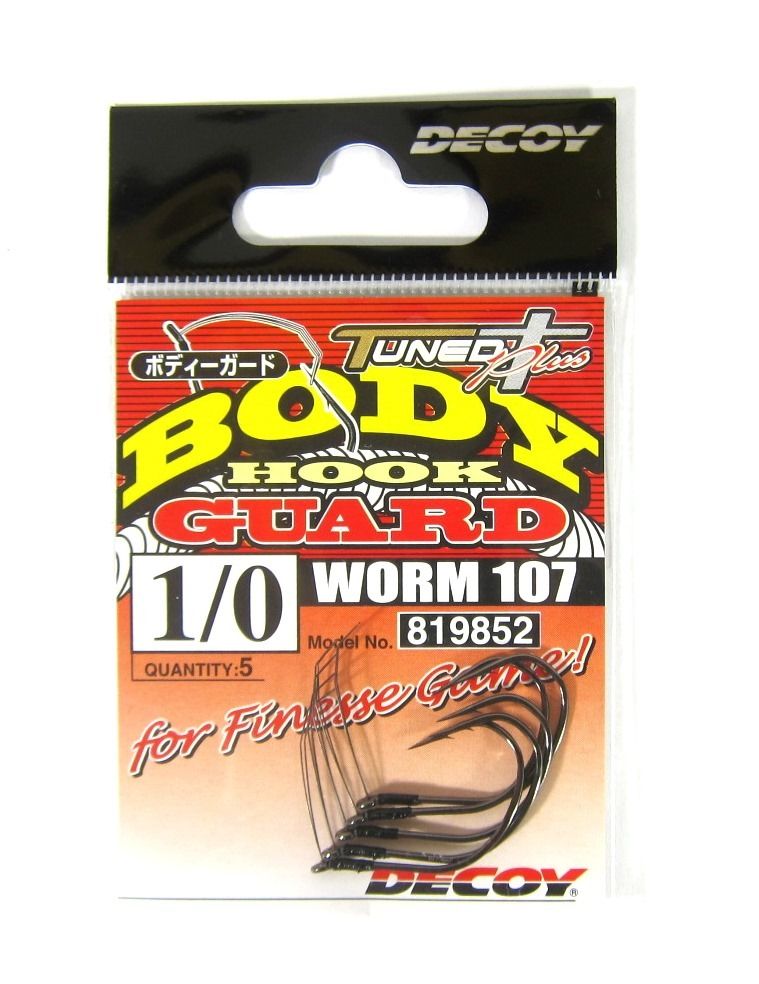 DECOY
TUNED Plus
ボディーガード
BODY
HOOK
GUARD
1/0 WORM 107
Model No. 819852
QUANTITY:5
for Finesse Game!
DECOY®